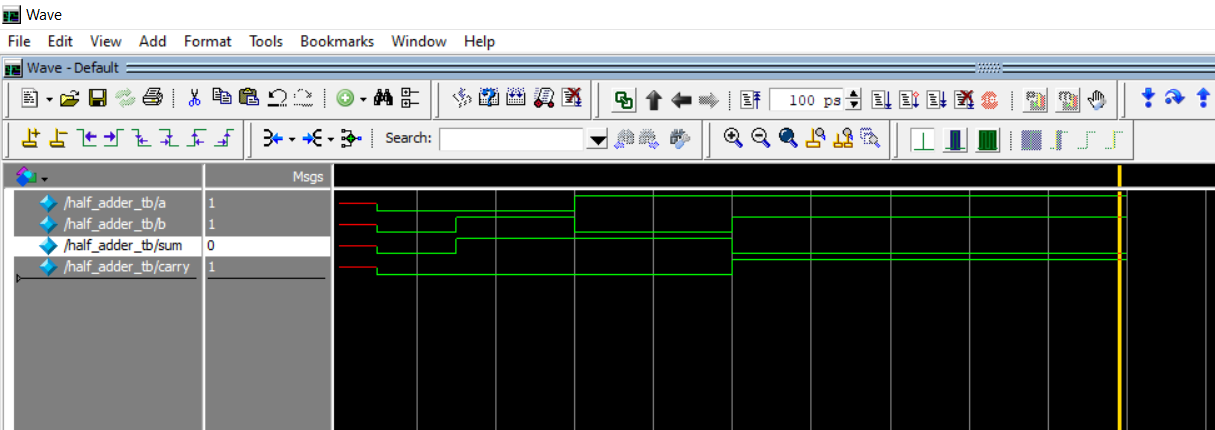 Wave
File Edit View Add Format Tools Bookmarks Window Help
Wave - Default
100 ps
Search:
Msgs
/half_adder_tb/a 1
/half_adder_tb/b 1
/half_adder_tb/sum 0
/half_adder_tb/carry 1